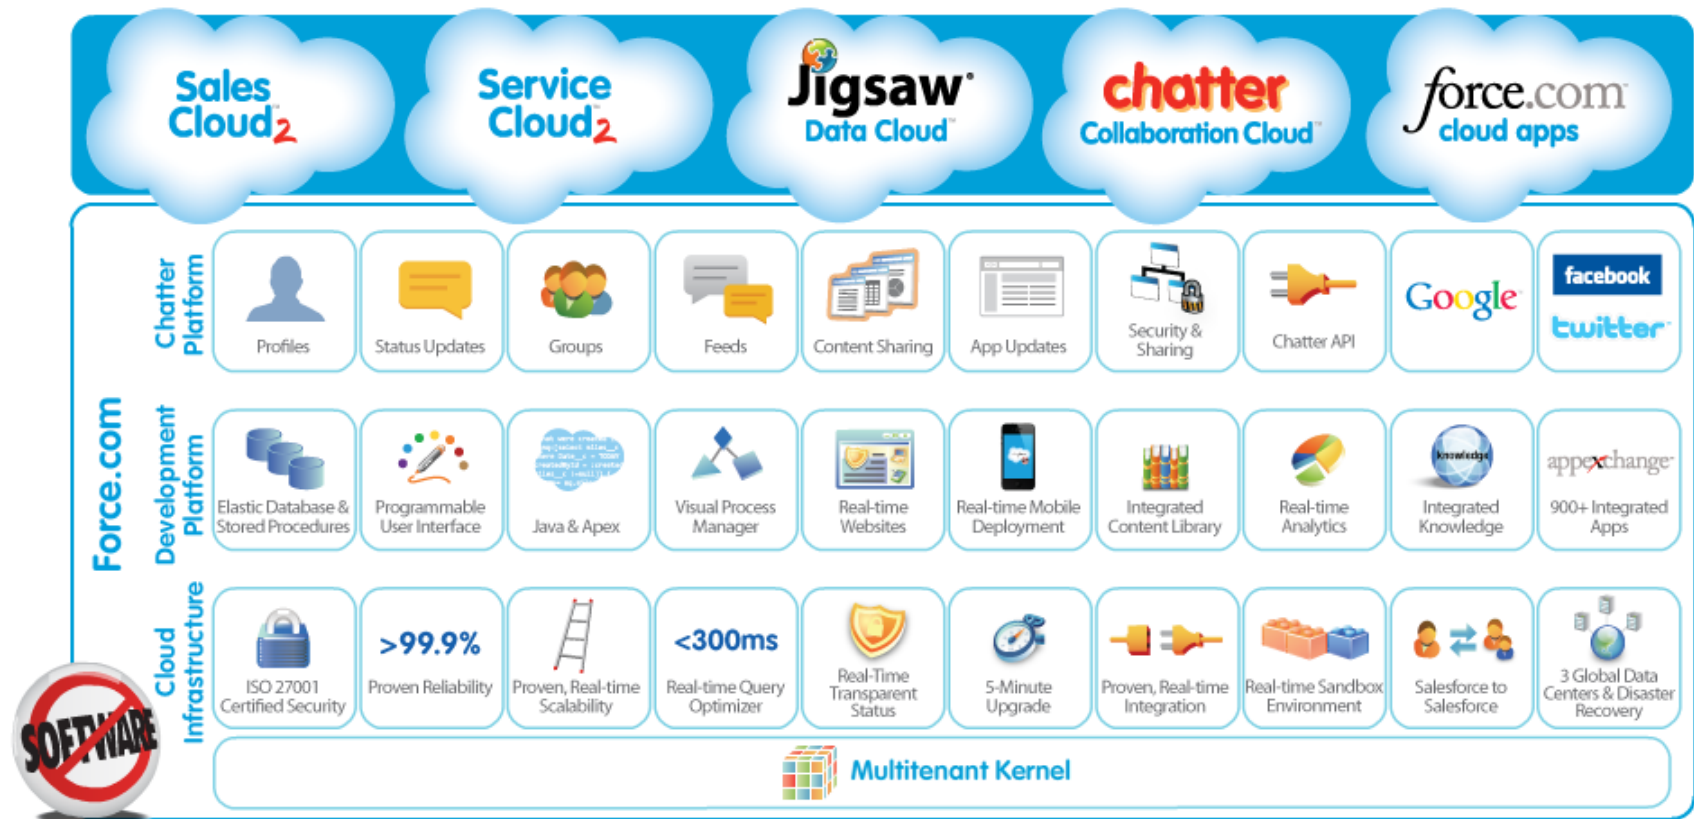 Sales
Cloud 2
Service
Cloud 2
Jigsaw
Data Cloud™
chatter
Collaboration Cloud™
force.com
cloud apps
Force.com
Chatter
Platform
Profiles
Status Updates
Groups
Feeds
Content Sharing
App Updates
Security &
Sharing
Chatter API
Google
facebook
twitter
Development
Platform
Elastic Database &
Stored Procedures
Programmable
User Interface
Java & Apex
Visual Process
Manager
Real-time
Websites
Real-time Mobile
Deployment
Integrated
Content Library
Real-time
Analytics
knowledge
Integrated
Knowledge
appexchange
900+ Integrated
Apps
Cloud
Infrastructure
ISO 27001
Certified Security
>99.9%
Proven Reliability
Proven, Real-time
Scalability
<300ms
Real-time Query
Optimizer
Real-Time
Transparent
Status
5-Minute
Upgrade
Proven, Real-time
Integration
Real-time Sandbox
Environment
Salesforce to
Salesforce
3 Global Data
Centers & Disaster
Recovery
SOFTWARE
Multitenant Kernel